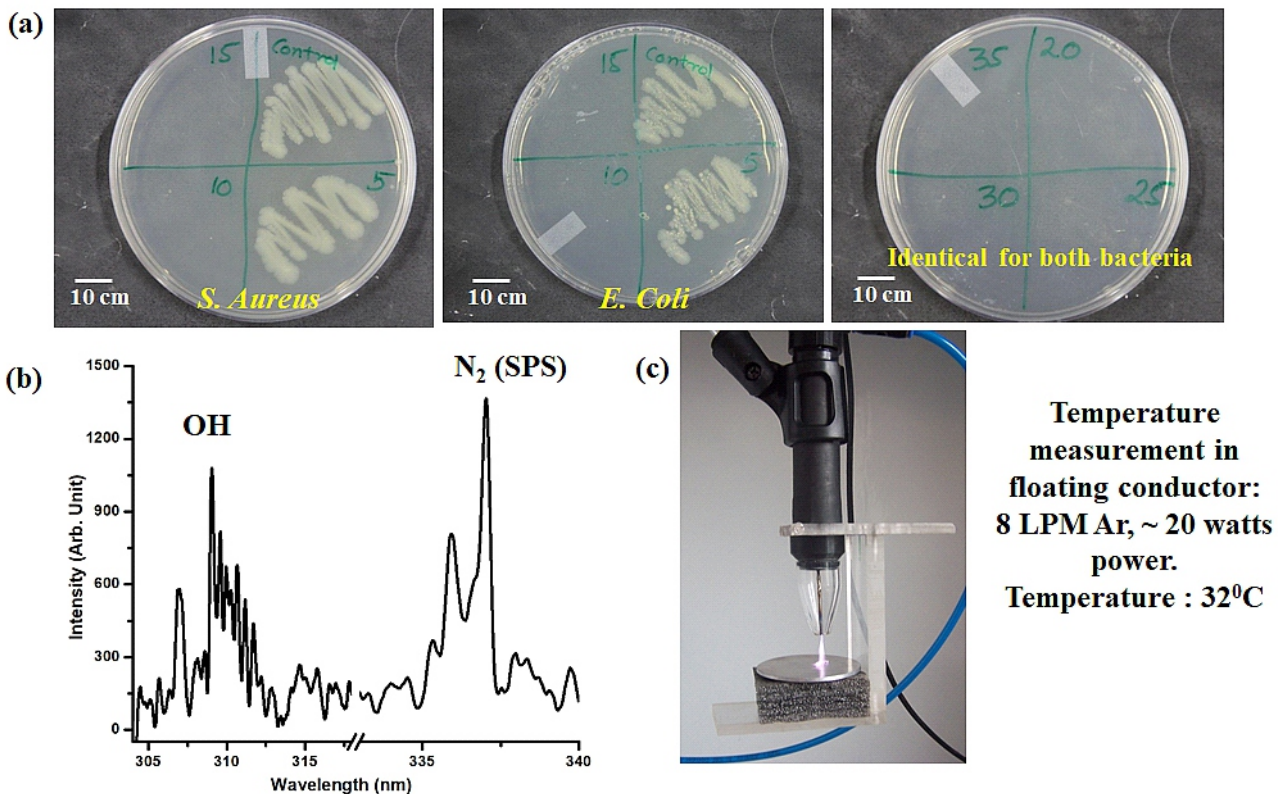 (a)
15
Control
10
5
10 cm
S. Aureus
15
Control
10
5
10 cm
E. Coli
35
20
30
25
Identical for both bacteria
10 cm
(b)
1500
1200
900
600
300
0
Intensity (Arb. Unit)
OH
N₂ (SPS)
305
310
315
335
340
Wavelength (nm)
(c)
Temperature
measurement in
floating conductor:
8 LPM Ar, ~ 20 watts
power.
Temperature : 32⁰C